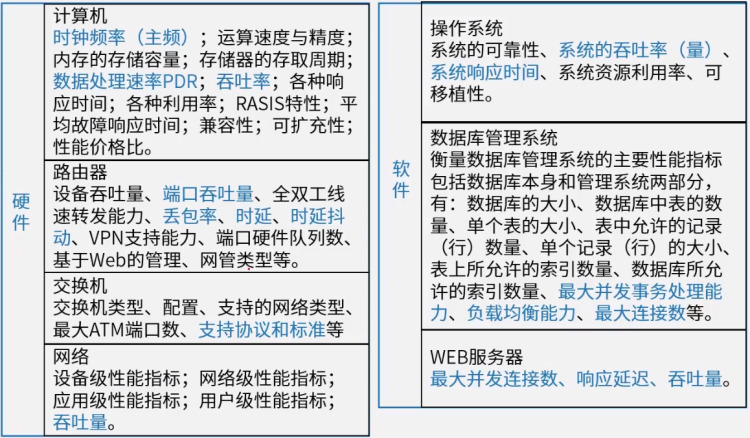 硬件
计算机
时钟频率（主频）；运算速度与精度；
内存的存储容量；存储器的存取周期；
数据处理速率PDR；吞吐率；各种响
应时间；各种利用率；RASIS特性；平
均故障响应时间；兼容性；可扩充性；
性能价格比。
路由器
设备吞吐量、端口吞吐量、全双工线
速转发能力、丢包率、时延、时延抖
动、VPN支持能力、端口硬件队列数、
基于Web的管理、网管类型等。
交换机
交换机类型、配置、支持的网络类型、
最大ATM端口数、支持协议和标准等
网络
设备级性能指标；网络级性能指标；
应用级性能指标；用户级性能指标；
吞吐量。
软件
操作系统
系统的可靠性、系统的吞吐率（量）、
系统响应时间、系统资源利用率、可
移植性。
数据库管理系统
衡量数据库管理系统的主要性能指标
包括数据库本身和管理系统两部分，
有：数据库的大小、数据库中表的数
量、单个表的大小、表中允许的记录
（行）数量、单个记录（行）的大小、
表上所允许的索引数量、数据库所允
许的索引数量、最大并发事务处理能
力、负载均衡能力、最大连接数等。
WEB服务器
最大并发连接数、响应延迟、吞吐量。